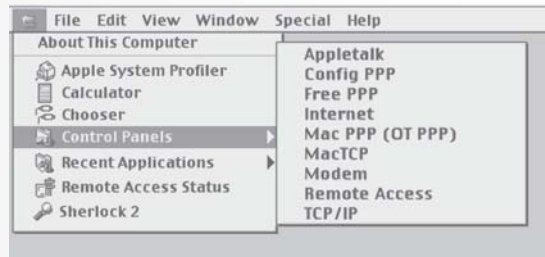 File Edit View Window Special Help
About This Computer
Apple System Profiler
Calculator
Chooser
Control Panels
Recent Applications
Remote Access Status
Sherlock 2
Appletalk
Config PPP
Free PPP
Internet
Mac PPP (OT PPP)
MacTCP
Modem
Remote Access
TCP/IP